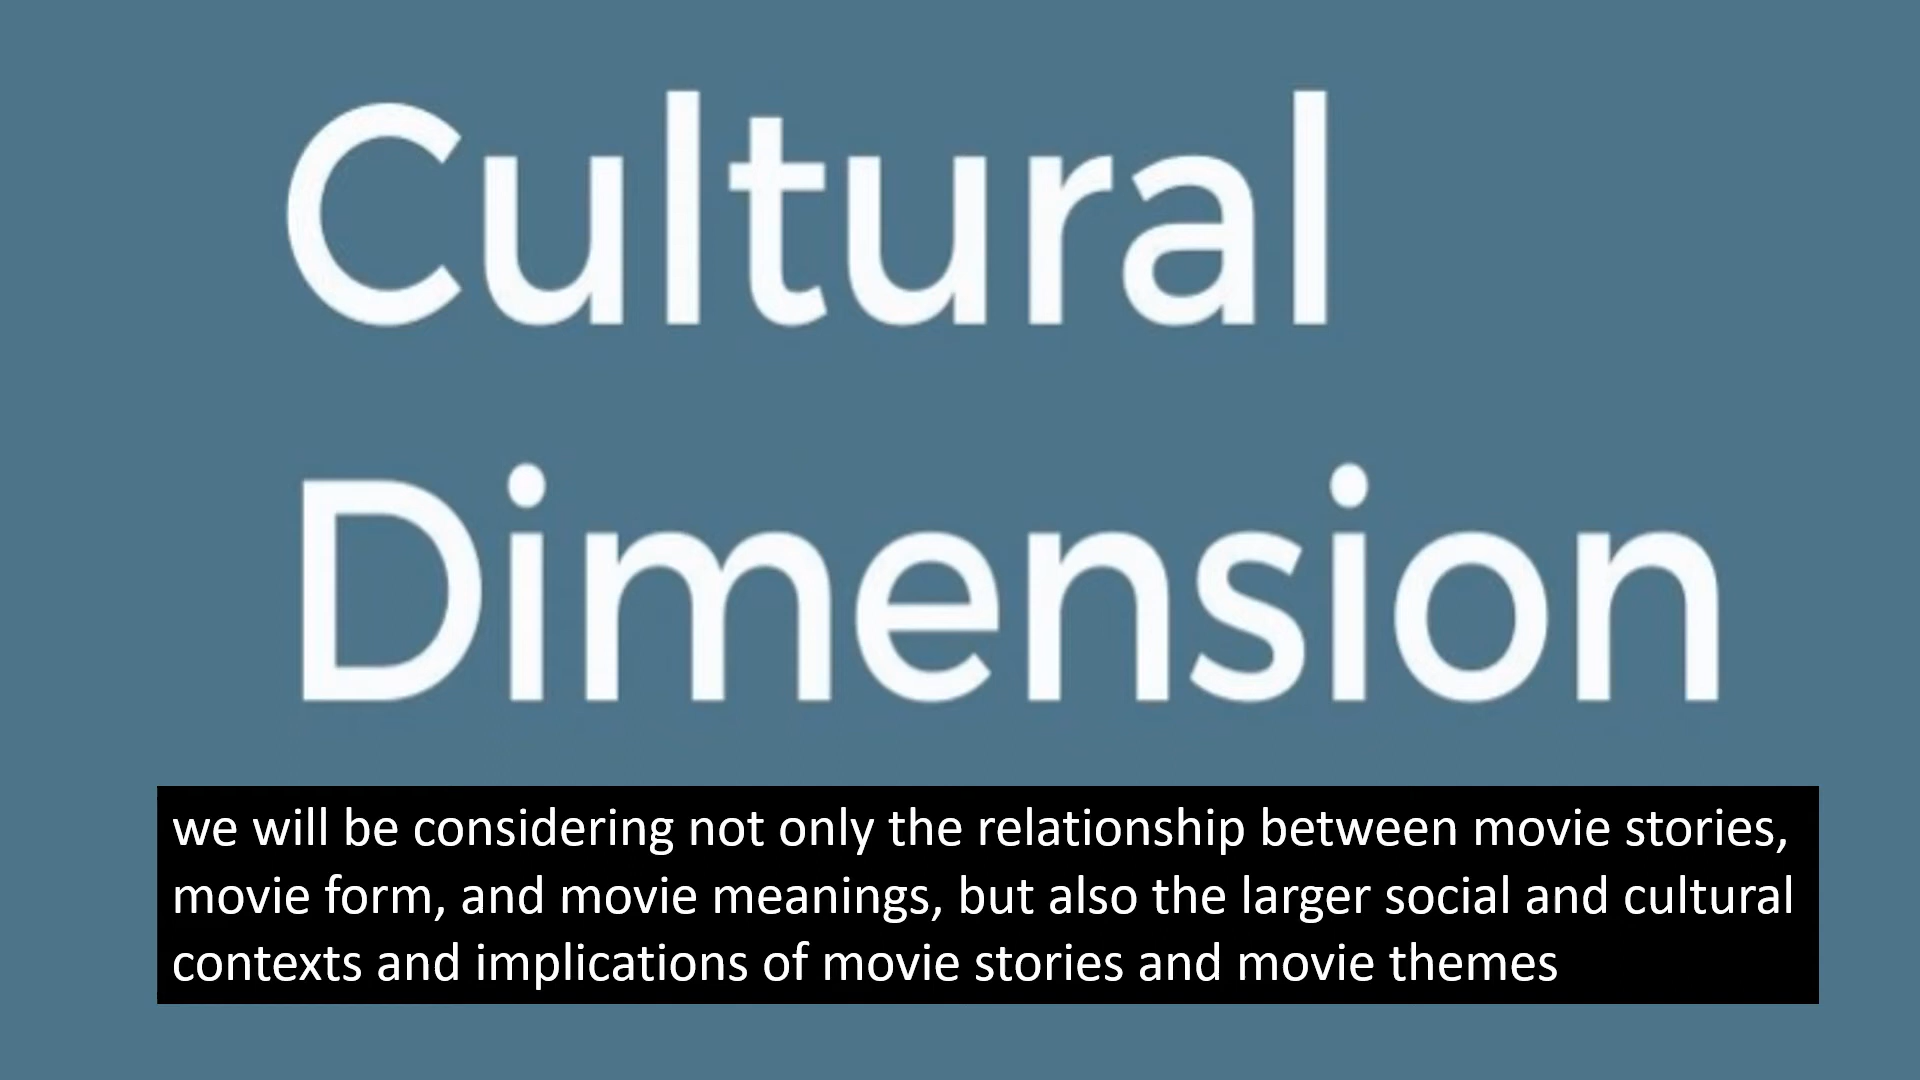 Cultural
Dimension
we will be considering not only the relationship between movie stories,
movie form, and movie meanings, but also the larger social and cultural
contexts and implications of movie stories and movie themes